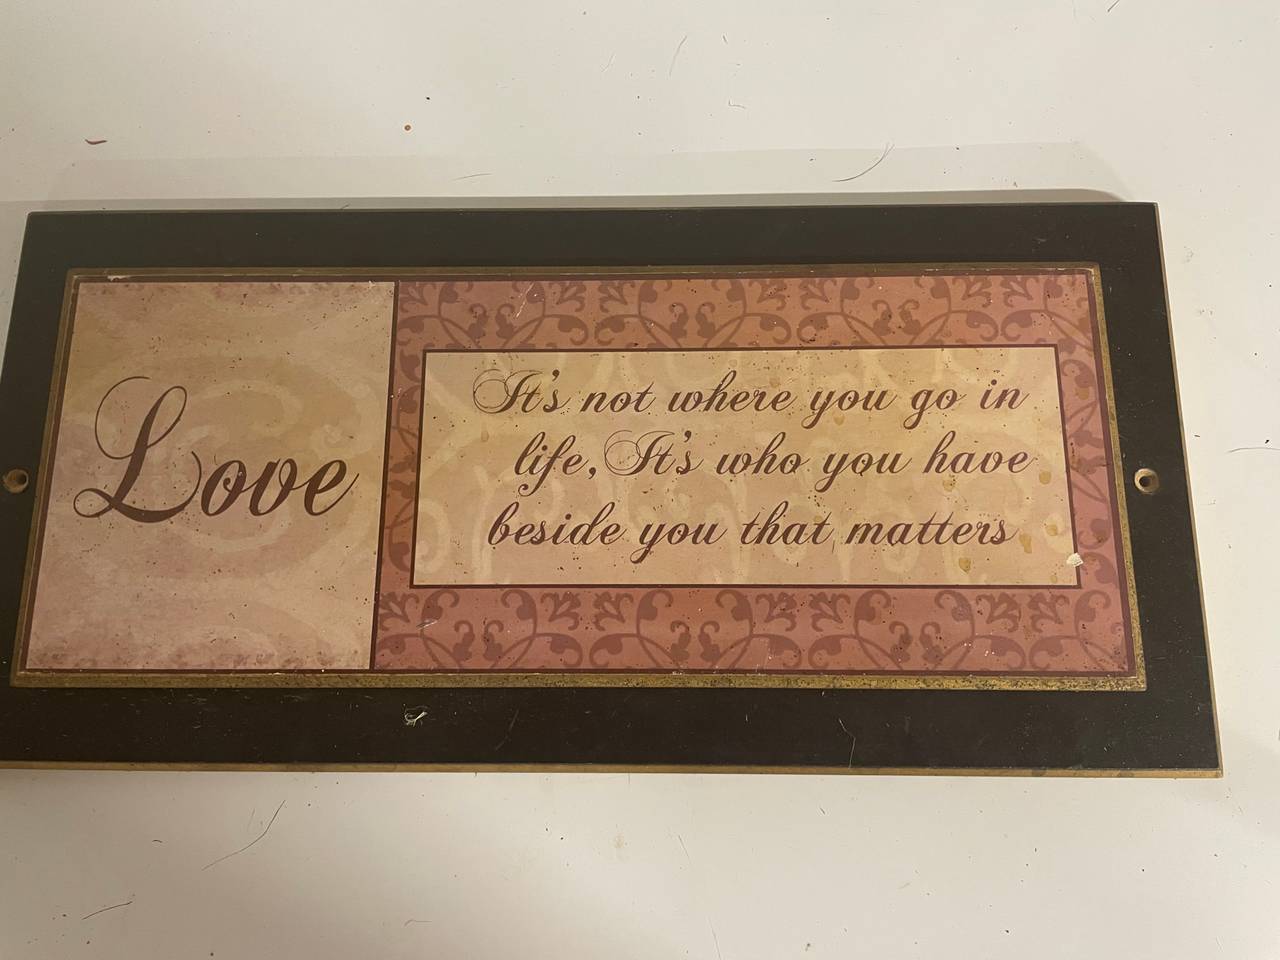 Love
It's not where you go in
life, It's who you have
beside you that matters